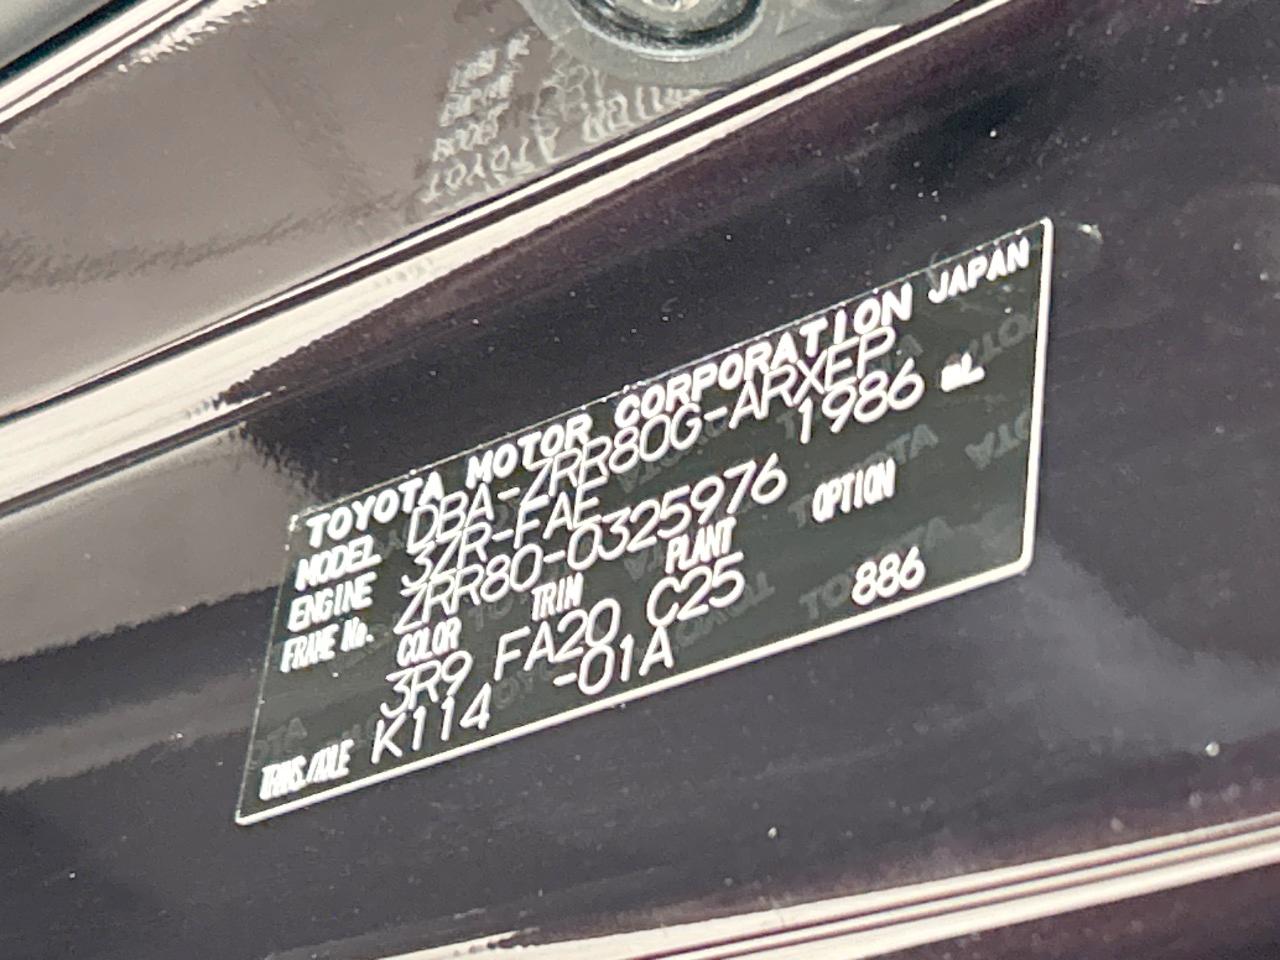 TOYOTA MOTOR CORPORATION JAPAN
MODEL DBA-ZRR80G-ARXEP
ENGINE 3ZR-FAE 1986 mL
FRAME No. ZRR80-0325976
COLOR TRIM PLANT OPTION
3R9 FA20 C25 886
TRANS./AXLE K114 -01A